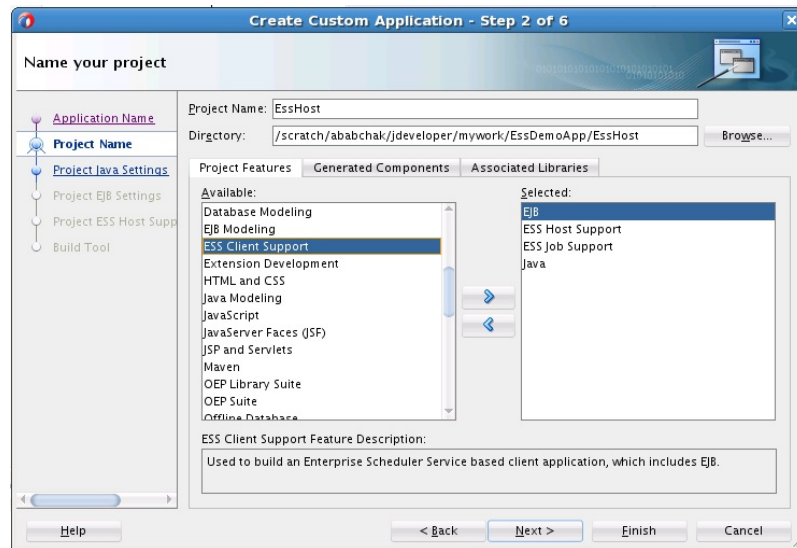 Create Custom Application - Step 2 of 6
Name your project
Application Name
Project Name
Project Java Settings
Project EJB Settings
Project ESS Host Supp
Build Tool
Project Name: EssHost
Directory: /scratch/ababchak/jdeveloper/mywork/EssDemoApp/EssHost Browse...
Project Features Generated Components Associated Libraries
Available:
Database Modeling
EJB Modeling
ESS Client Support
Extension Development
HTML and CSS
Java Modeling
JavaScript
JavaServer Faces (JSF)
JSP and Servlets
Maven
OEP Library Suite
OEP Suite
Offline Database
Selected:
EJB
ESS Host Support
ESS Job Support
Java
ESS Client Support Feature Description:
Used to build an Enterprise Scheduler Service based client application, which includes EJB.
Help < Back Next > Finish Cancel